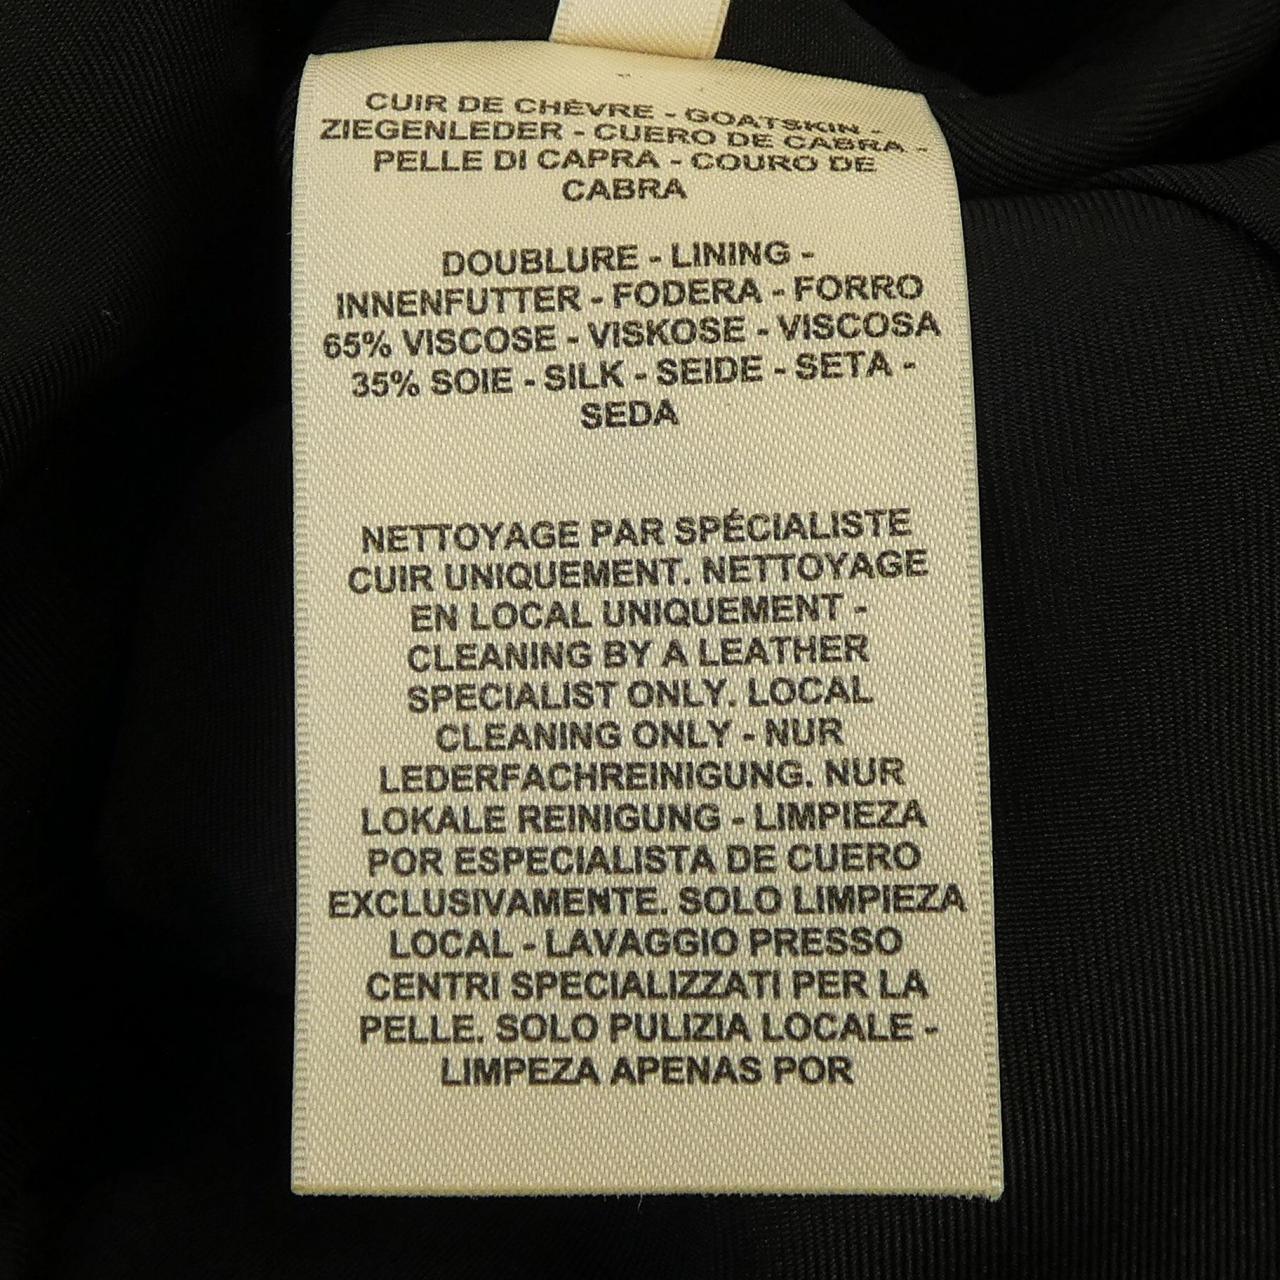 CUIR DE CHÈVRE - GOATSKIN -
ZIEGENLEDER - CUERO DE CABRA -
PELLE DI CAPRA - COURO DE
CABRA
DOUBLURE - LINING -
INNENFUTTER - FODERA - FORRO
65% VISCOSE - VISKOSE - VISCOSA
35% SOIE - SILK - SEIDE - SETA -
SEDA
NETTOYAGE PAR SPÉCIALISTE
CUIR UNIQUEMENT. NETTOYAGE
EN LOCAL UNIQUEMENT -
CLEANING BY A LEATHER
SPECIALIST ONLY. LOCAL
CLEANING ONLY - NUR
LEDERFACHREINIGUNG. NUR
LOKALE REINIGUNG - LIMPIEZA
POR ESPECIALISTA DE CUERO
EXCLUSIVAMENTE. SOLO LIMPIEZA
LOCAL - LAVAGGIO PRESSO
CENTRI SPECIALIZZATI PER LA
PELLE. SOLO PULIZIA LOCALE -
LIMPEZA APENAS POR